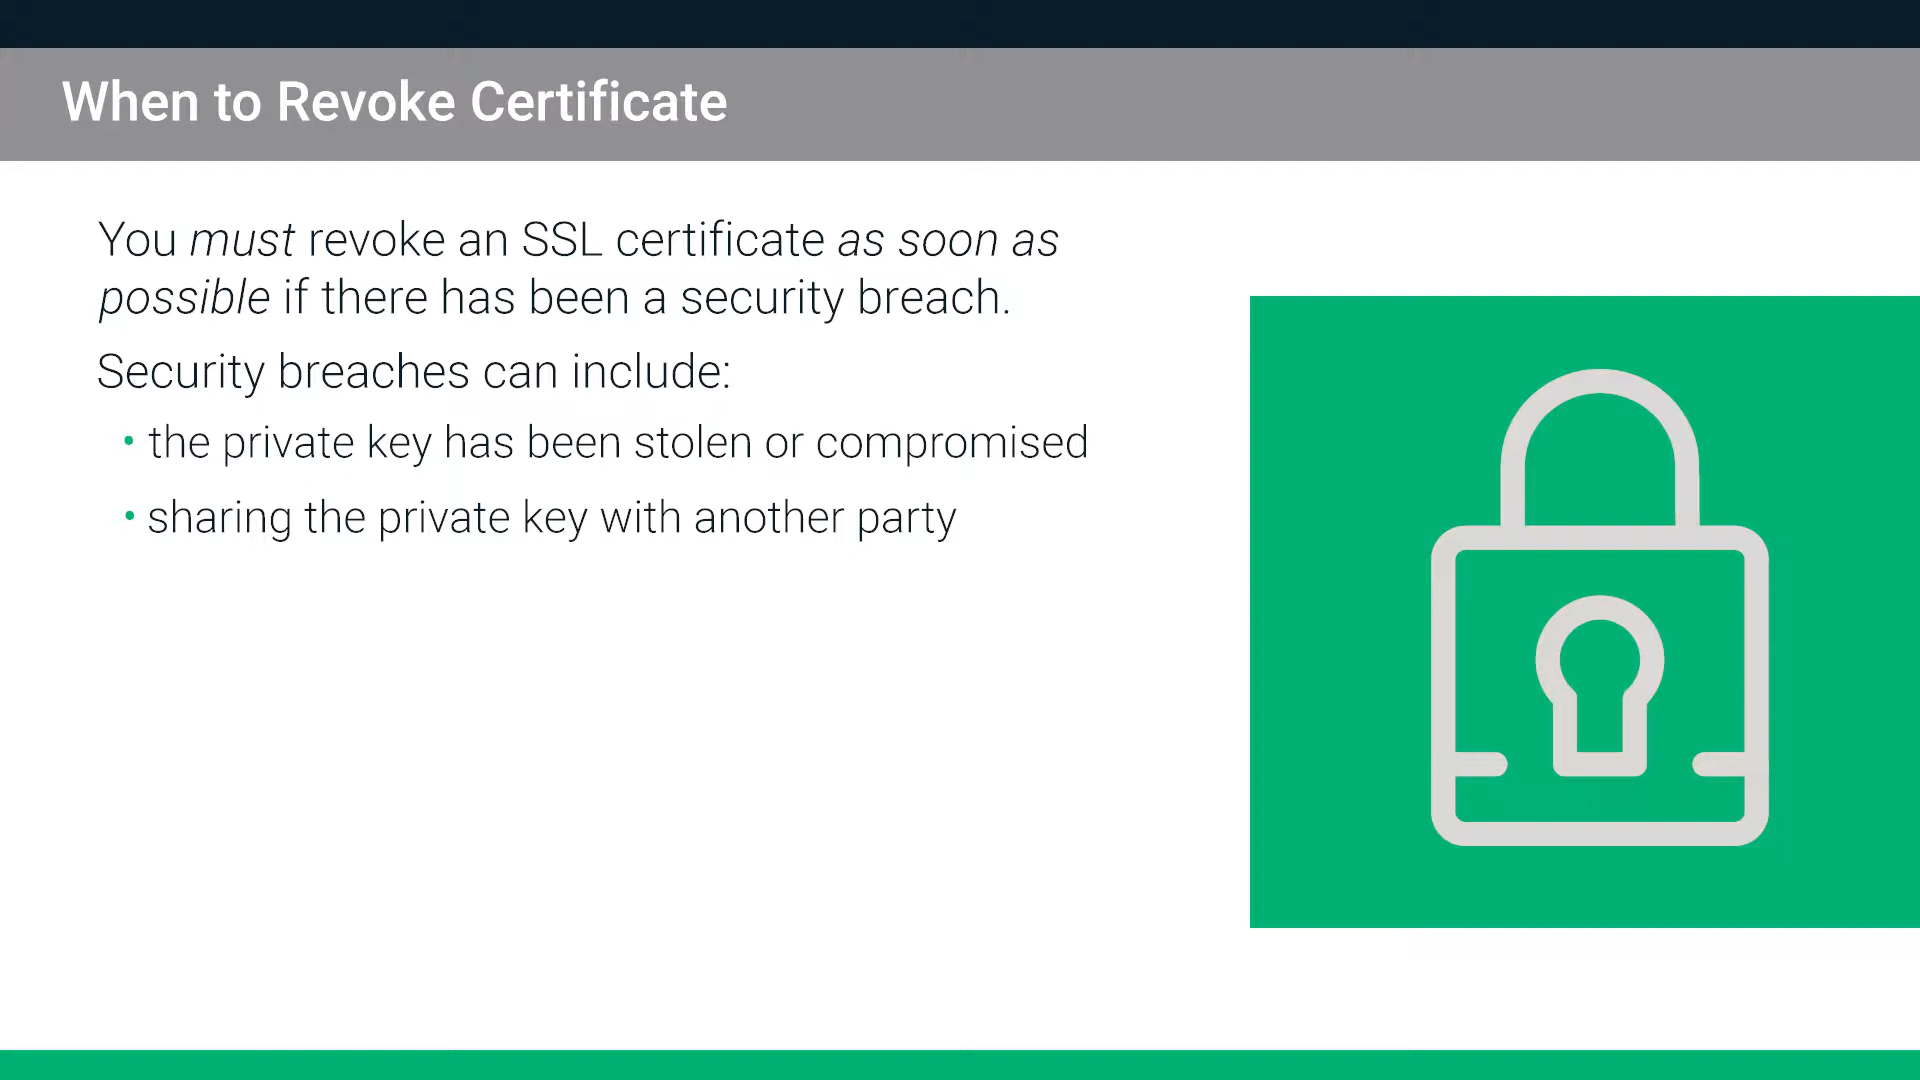 When to Revoke Certificate
You must revoke an SSL certificate as soon as
possible if there has been a security breach.
Security breaches can include:
• the private key has been stolen or compromised
• sharing the private key with another party